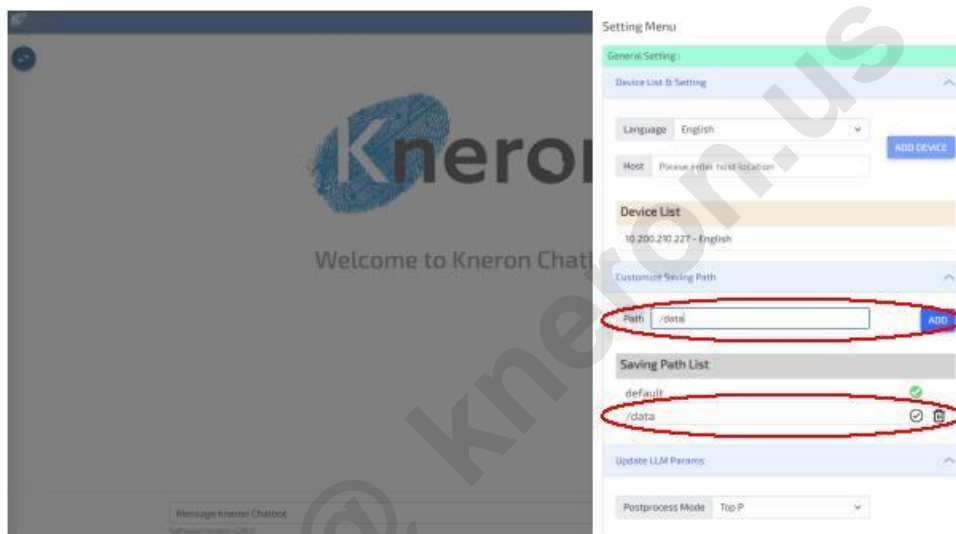 Kneron
Welcome to Kneron Chat
Message Kneron Chatbot
Setting Menu
General Setting :
Device List & Setting
Language English
Host Please enter host location
ADD DEVICE
Device List
10.200.210.227 - English
Customize Saving Path
Path /data
ADD
Saving Path List
default
/data
Update LLM Params
Postprocess Mode Top P
@ kneron.us